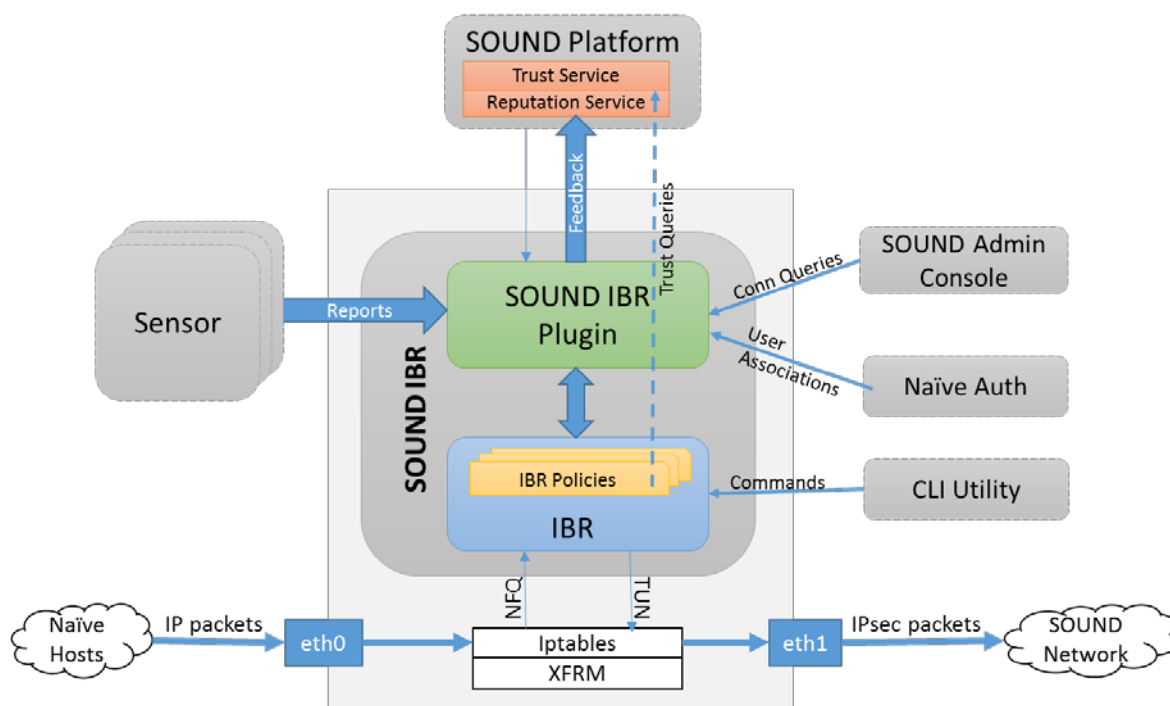 SOUND Platform
Trust Service
Reputation Service
Feedback
Trust Queries
Sensor
Reports
SOUND IBR
Plugin
SOUND IBR
Conn Queries
SOUND Admin
Console
User
Associations
Naïve Auth
IBR Policies
IBR
Commands
CLI Utility
NFQ
TUN
Naïve
Hosts
IP packets
eth0
Iptables
XFRM
eth1
IPsec packets
SOUND
Network